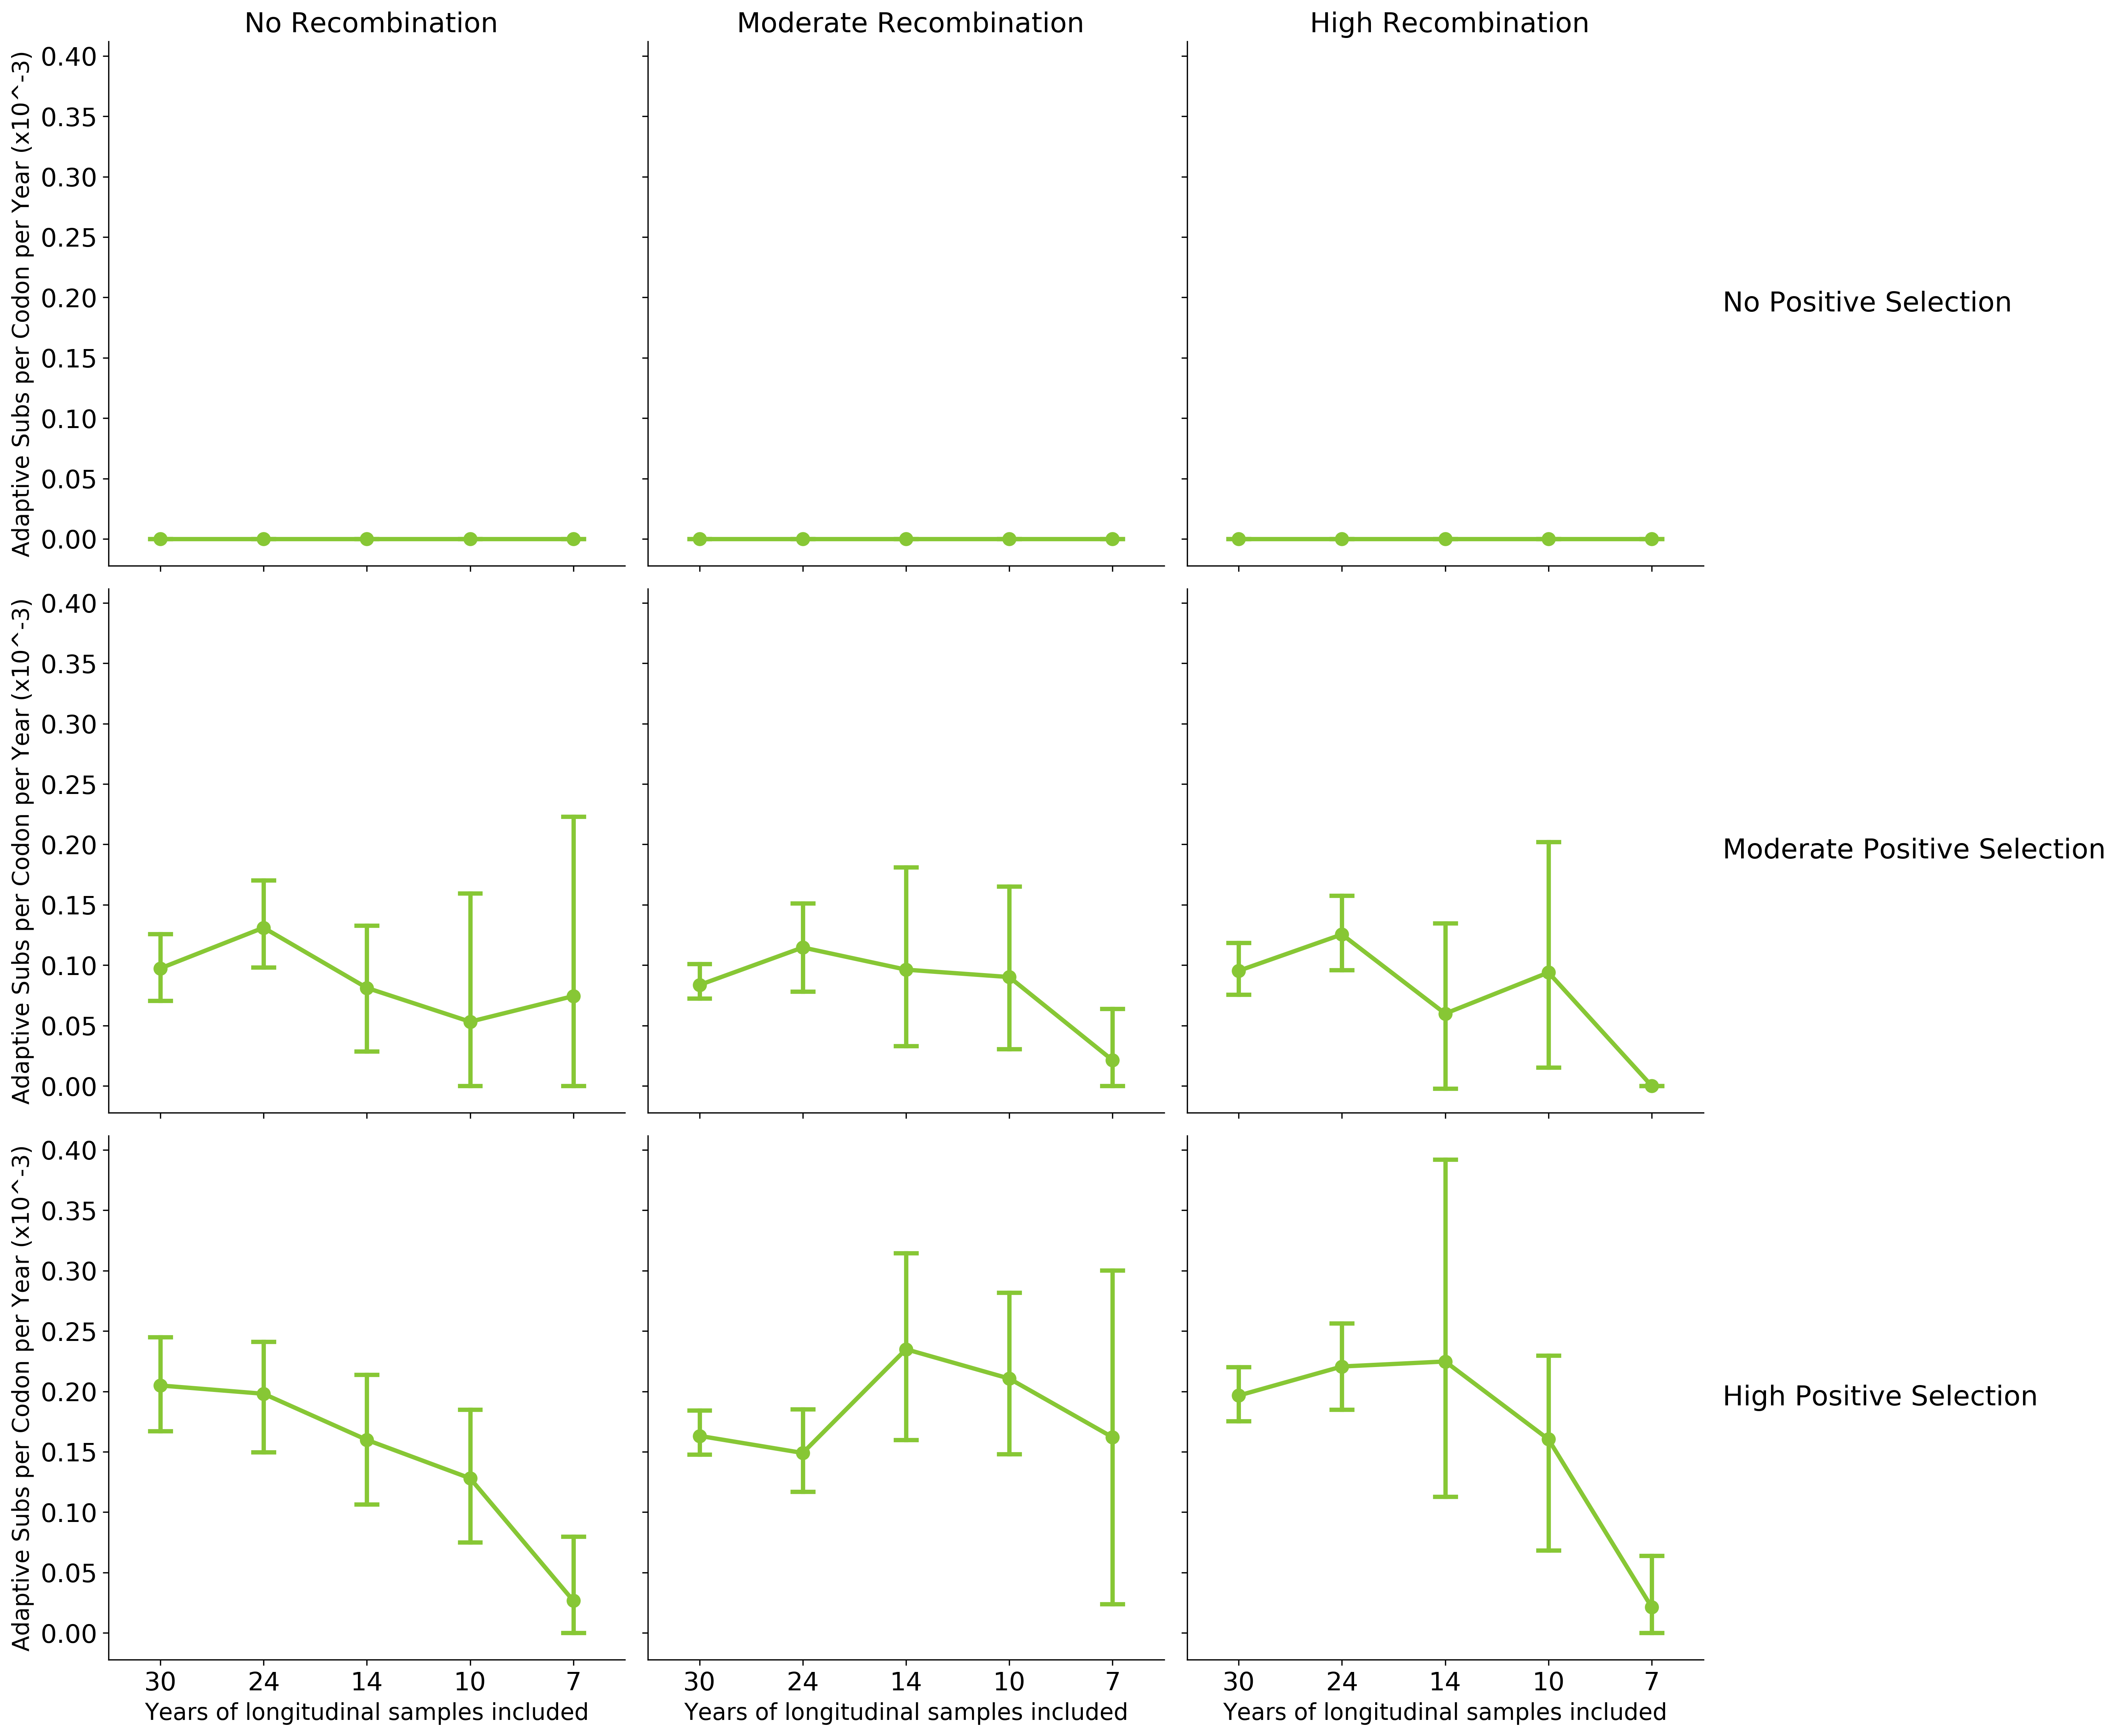 No Recombination
Moderate Recombination
High Recombination
Adaptive Subs per Codon per Year (x10^-3)
0.40
0.35
0.30
0.25
0.20
0.15
0.10
0.05
0.00
No Positive Selection
Adaptive Subs per Codon per Year (x10^-3)
0.40
0.35
0.30
0.25
0.20
0.15
0.10
0.05
0.00
Moderate Positive Selection
Adaptive Subs per Codon per Year (x10^-3)
0.40
0.35
0.30
0.25
0.20
0.15
0.10
0.05
0.00
High Positive Selection
30 24 14 10 7
Years of longitudinal samples included
30 24 14 10 7
Years of longitudinal samples included
30 24 14 10 7
Years of longitudinal samples included